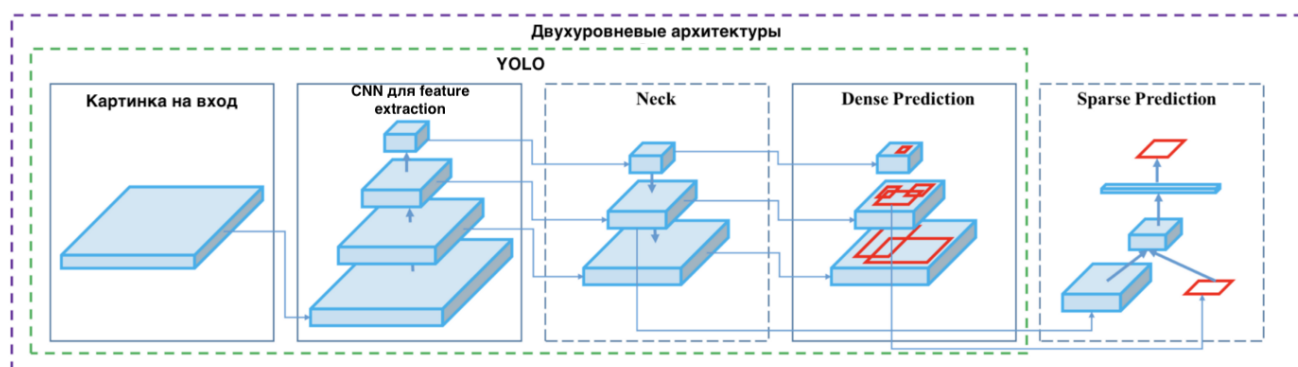 Двухуровневые архитектуры
YOLO
Картинка на вход
CNN для feature
extraction
Neck
Dense Prediction
Sparse Prediction